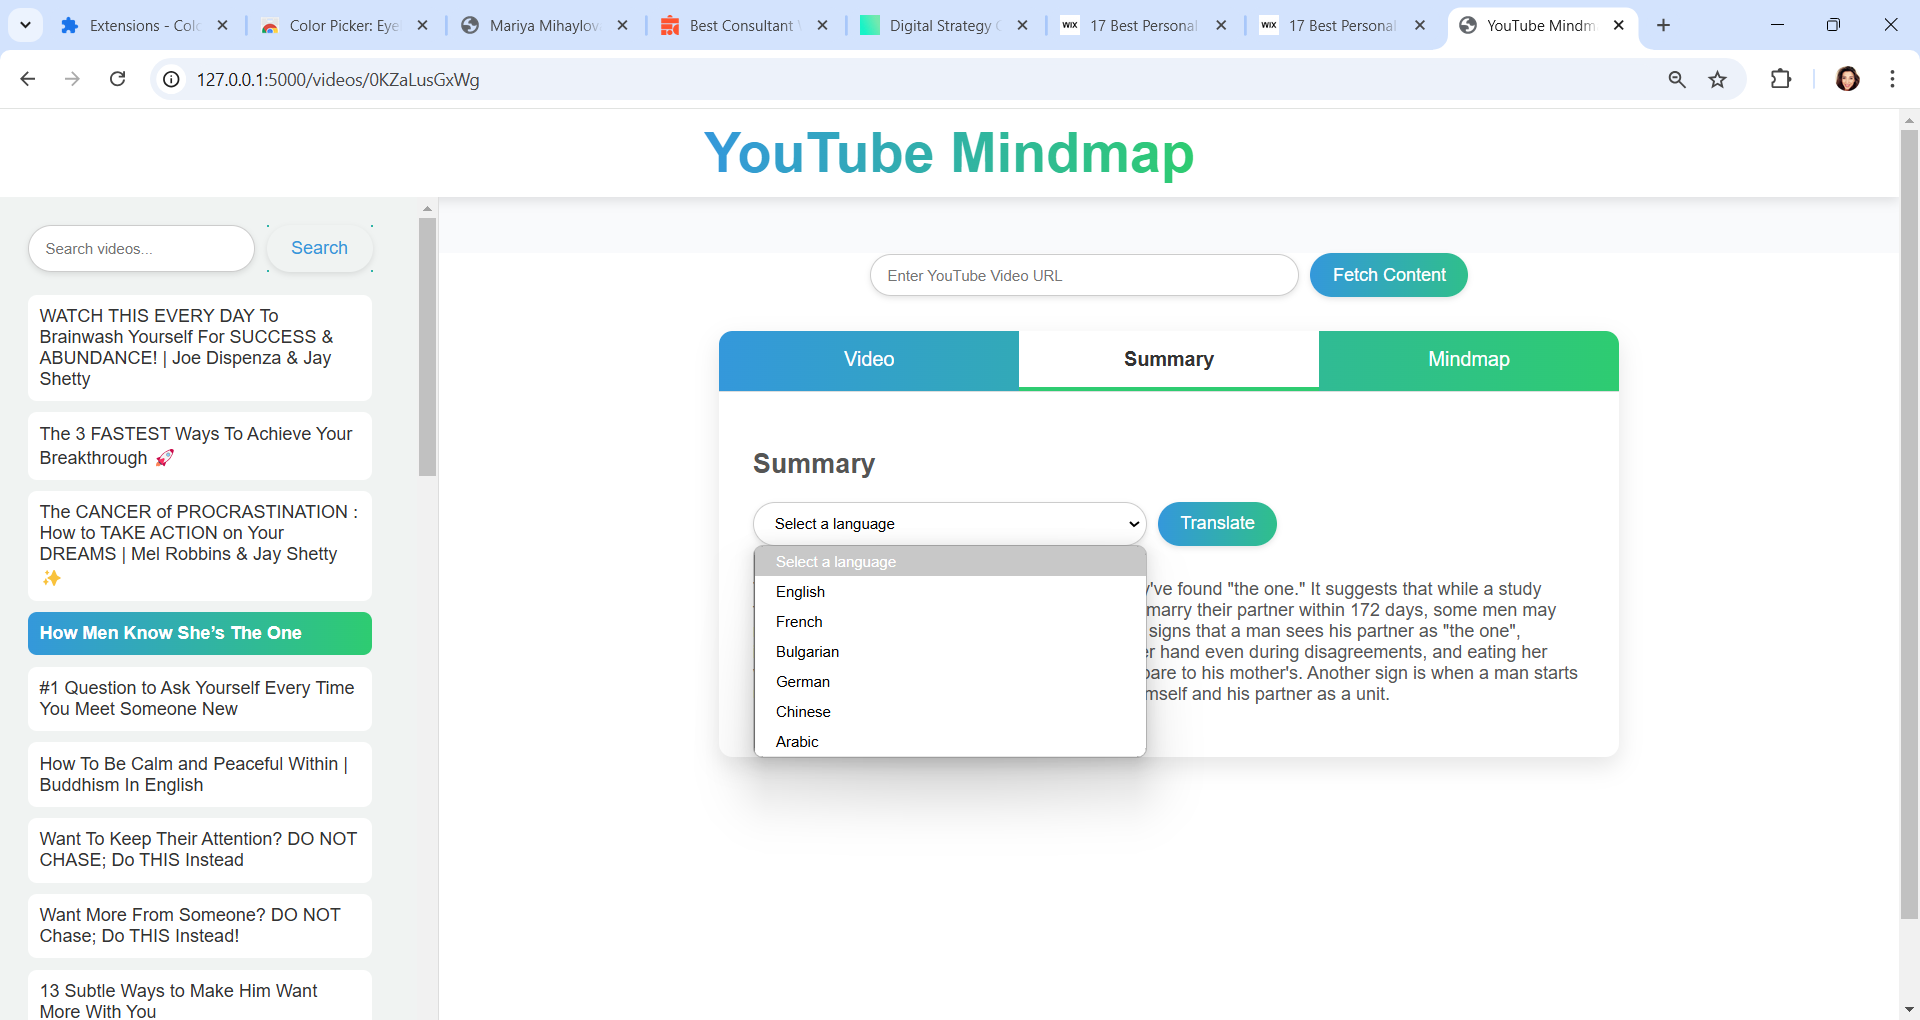 Extensions - Colo
Color Picker: Eye
Mariya Mihaylov
Best Consultant
Digital Strategy
WIX 17 Best Personal
WIX 17 Best Personal
YouTube Mindm
127.0.0.1:5000/videos/0KZaLusGxWg
YouTube Mindmap
Search videos...
Search
WATCH THIS EVERY DAY To
Brainwash Yourself For SUCCESS &
ABUNDANCE! | Joe Dispenza & Jay
Shetty
The 3 FASTEST Ways To Achieve Your
Breakthrough 🚀
The CANCER of PROCRASTINATION :
How to TAKE ACTION on Your
DREAMS | Mel Robbins & Jay Shetty
✨
How Men Know She’s The One
#1 Question to Ask Yourself Every Time
You Meet Someone New
How To Be Calm and Peaceful Within |
Buddhism In English
Want To Keep Their Attention? DO NOT
CHASE; Do THIS Instead
Want More From Someone? DO NOT
Chase; Do THIS Instead!
13 Subtle Ways to Make Him Want
More With You
Enter YouTube Video URL
Fetch Content
Video
Summary
Mindmap
Summary
Select a language
Translate
Select a language
English
French
Bulgarian
German
Chinese
Arabic
've found "the one." It suggests that while a study
marry their partner within 172 days, some men may
signs that a man sees his partner as "the one",
r hand even during disagreements, and eating her
pare to his mother's. Another sign is when a man starts
mself and his partner as a unit.